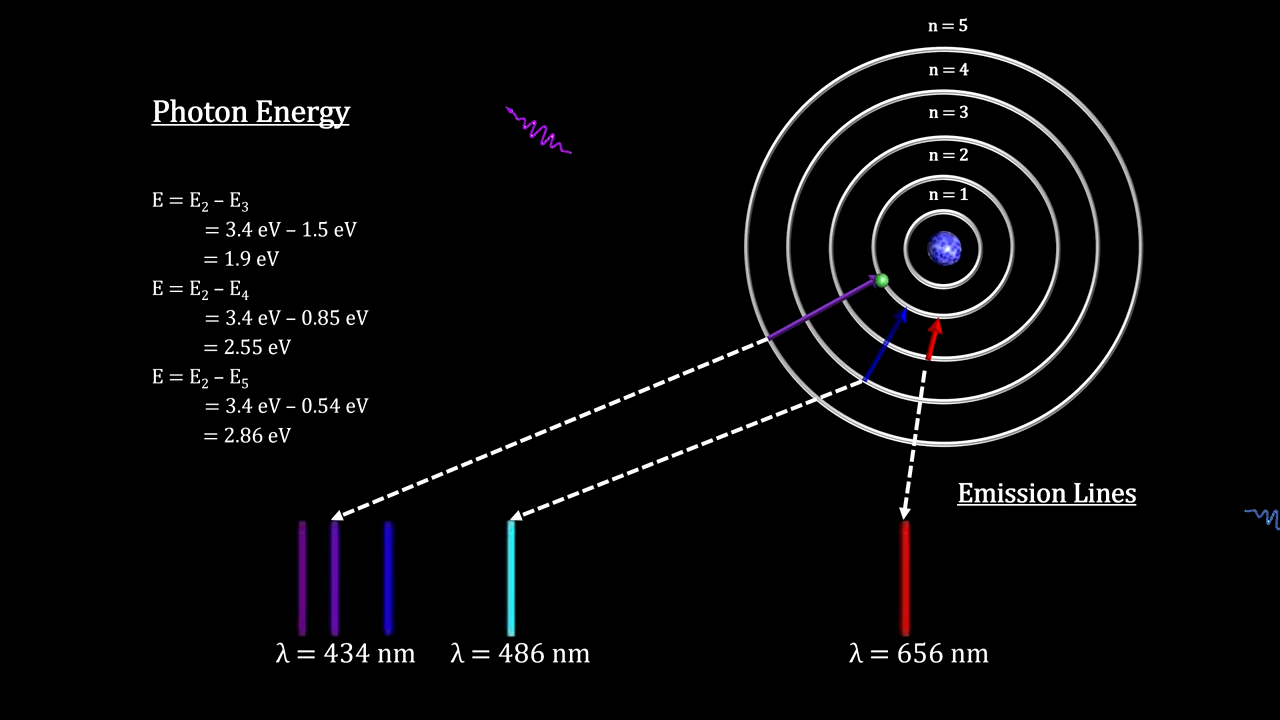 n = 5
n = 4
n = 3
n = 2
n = 1
Photon Energy
E = E₂ – E₃
= 3.4 eV – 1.5 eV
= 1.9 eV
E = E₂ – E₄
= 3.4 eV – 0.85 eV
= 2.55 eV
E = E₂ – E₅
= 3.4 eV – 0.54 eV
= 2.86 eV
Emission Lines
λ = 434 nm
λ = 486 nm
λ = 656 nm